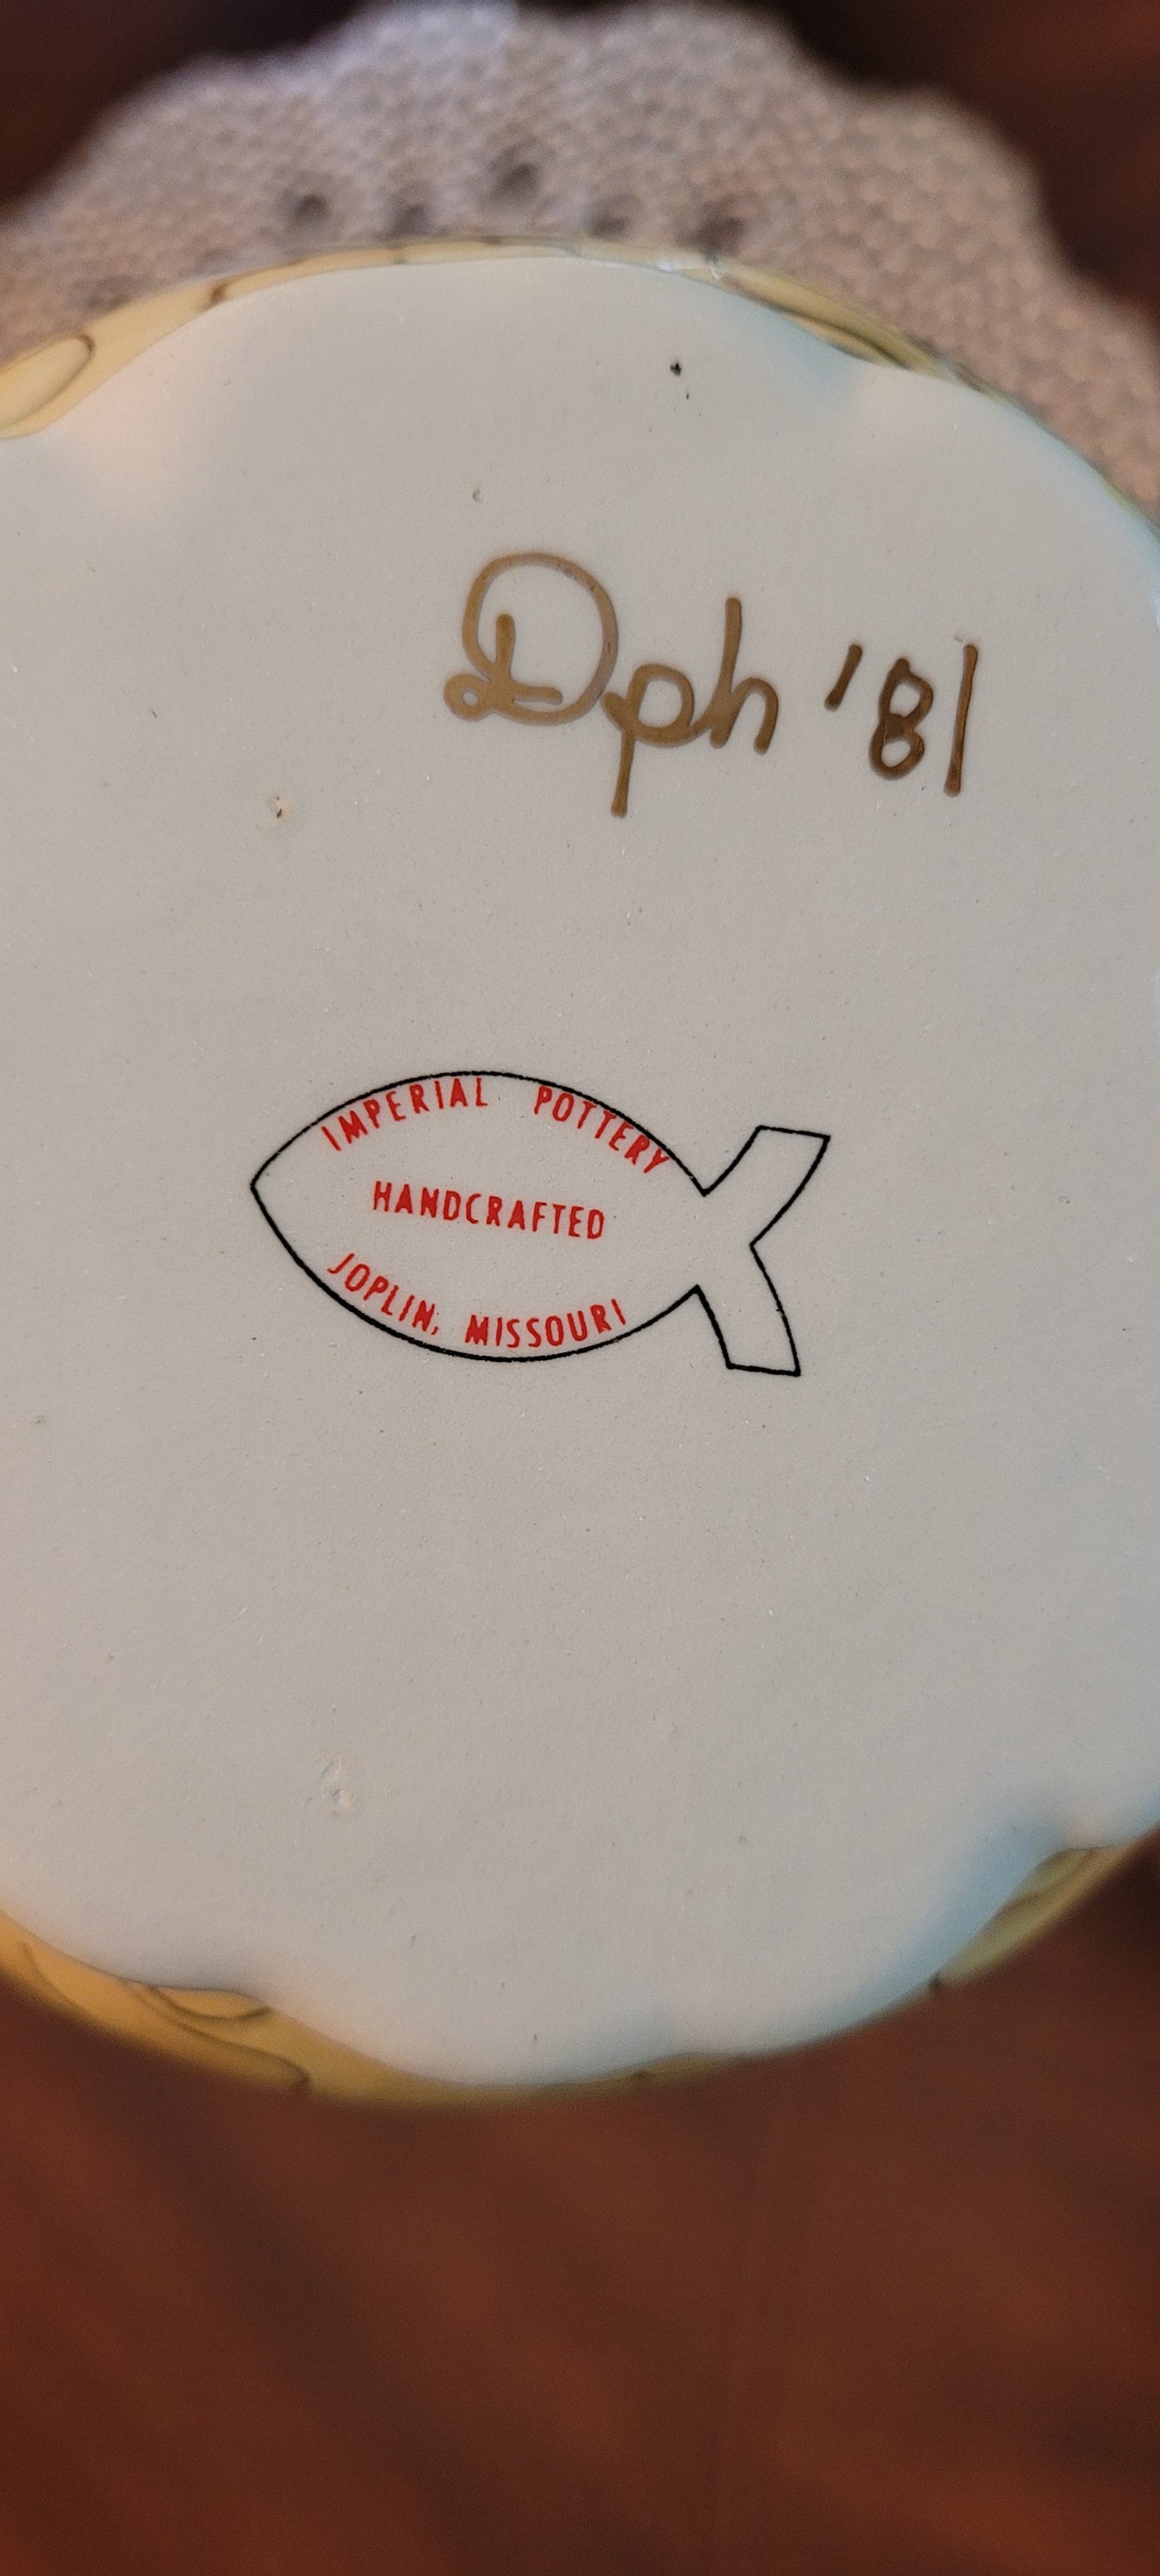 Dph '81
IMPERIAL POTTERY
HANDCRAFTED
JOPLIN, MISSOURI